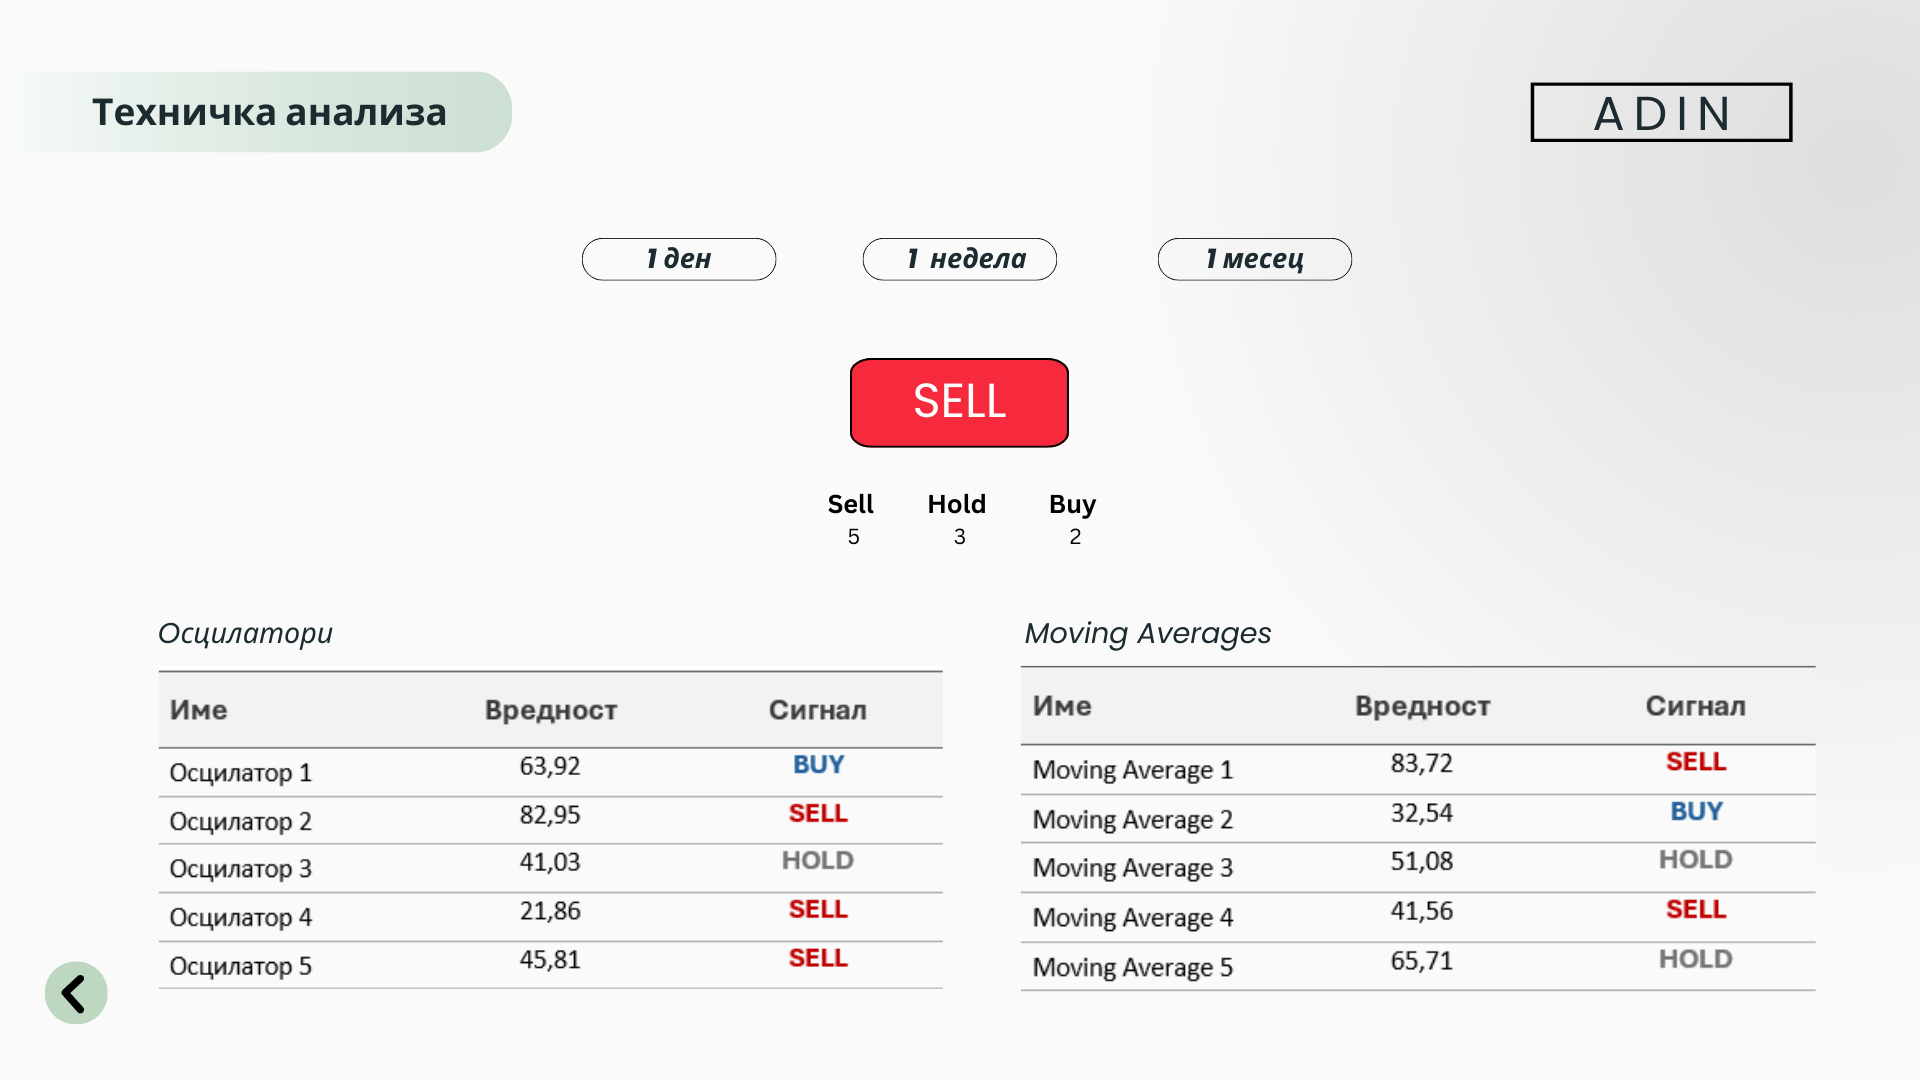 Техничка анализа
ADIN
1 ден 1 недела 1 месец
SELL
Sell Hold Buy
5 3 2
Осцилатори
Име Вредност Сигнал
Осцилатор 1 63,92 BUY
Осцилатор 2 82,95 SELL
Осцилатор 3 41,03 HOLD
Осцилатор 4 21,86 SELL
Осцилатор 5 45,81 SELL
Moving Averages
Име Вредност Сигнал
Moving Average 1 83,72 SELL
Moving Average 2 32,54 BUY
Moving Average 3 51,08 HOLD
Moving Average 4 41,56 SELL
Moving Average 5 65,71 HOLD